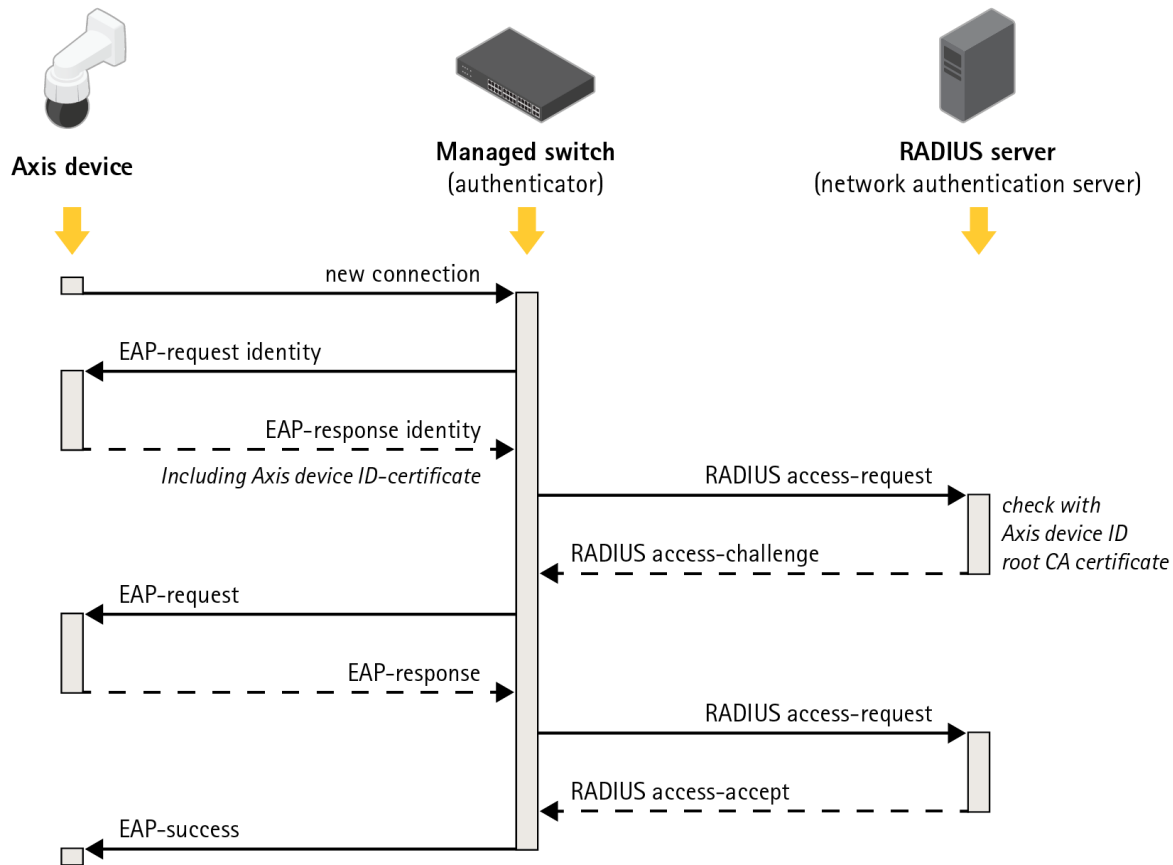 Axis device
Managed switch
(authenticator)
RADIUS server
(network authentication server)
new connection
EAP-request identity
EAP-response identity
Including Axis device ID-certificate
RADIUS access-request
check with
Axis device ID
root CA certificate
RADIUS access-challenge
EAP-request
EAP-response
RADIUS access-request
RADIUS access-accept
EAP-success